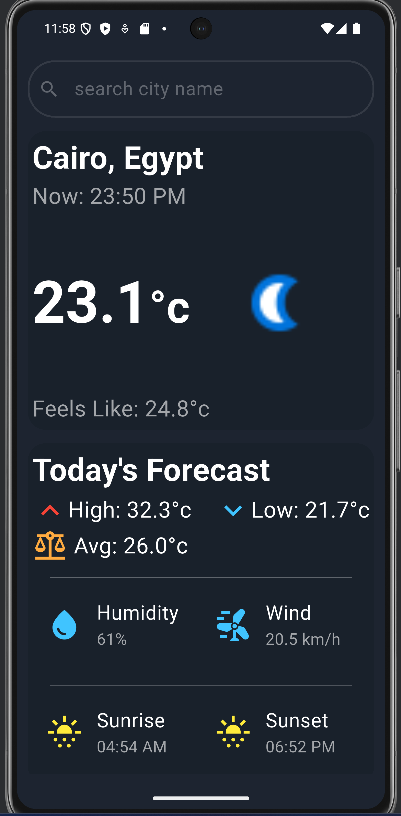 11:58
search city name
Cairo, Egypt
Now: 23:50 PM
23.1°c
Feels Like: 24.8°c
Today's Forecast
High: 32.3°c Low: 21.7°c
Avg: 26.0°c
Humidity Wind
61% 20.5 km/h
Sunrise Sunset
04:54 AM 06:52 PM